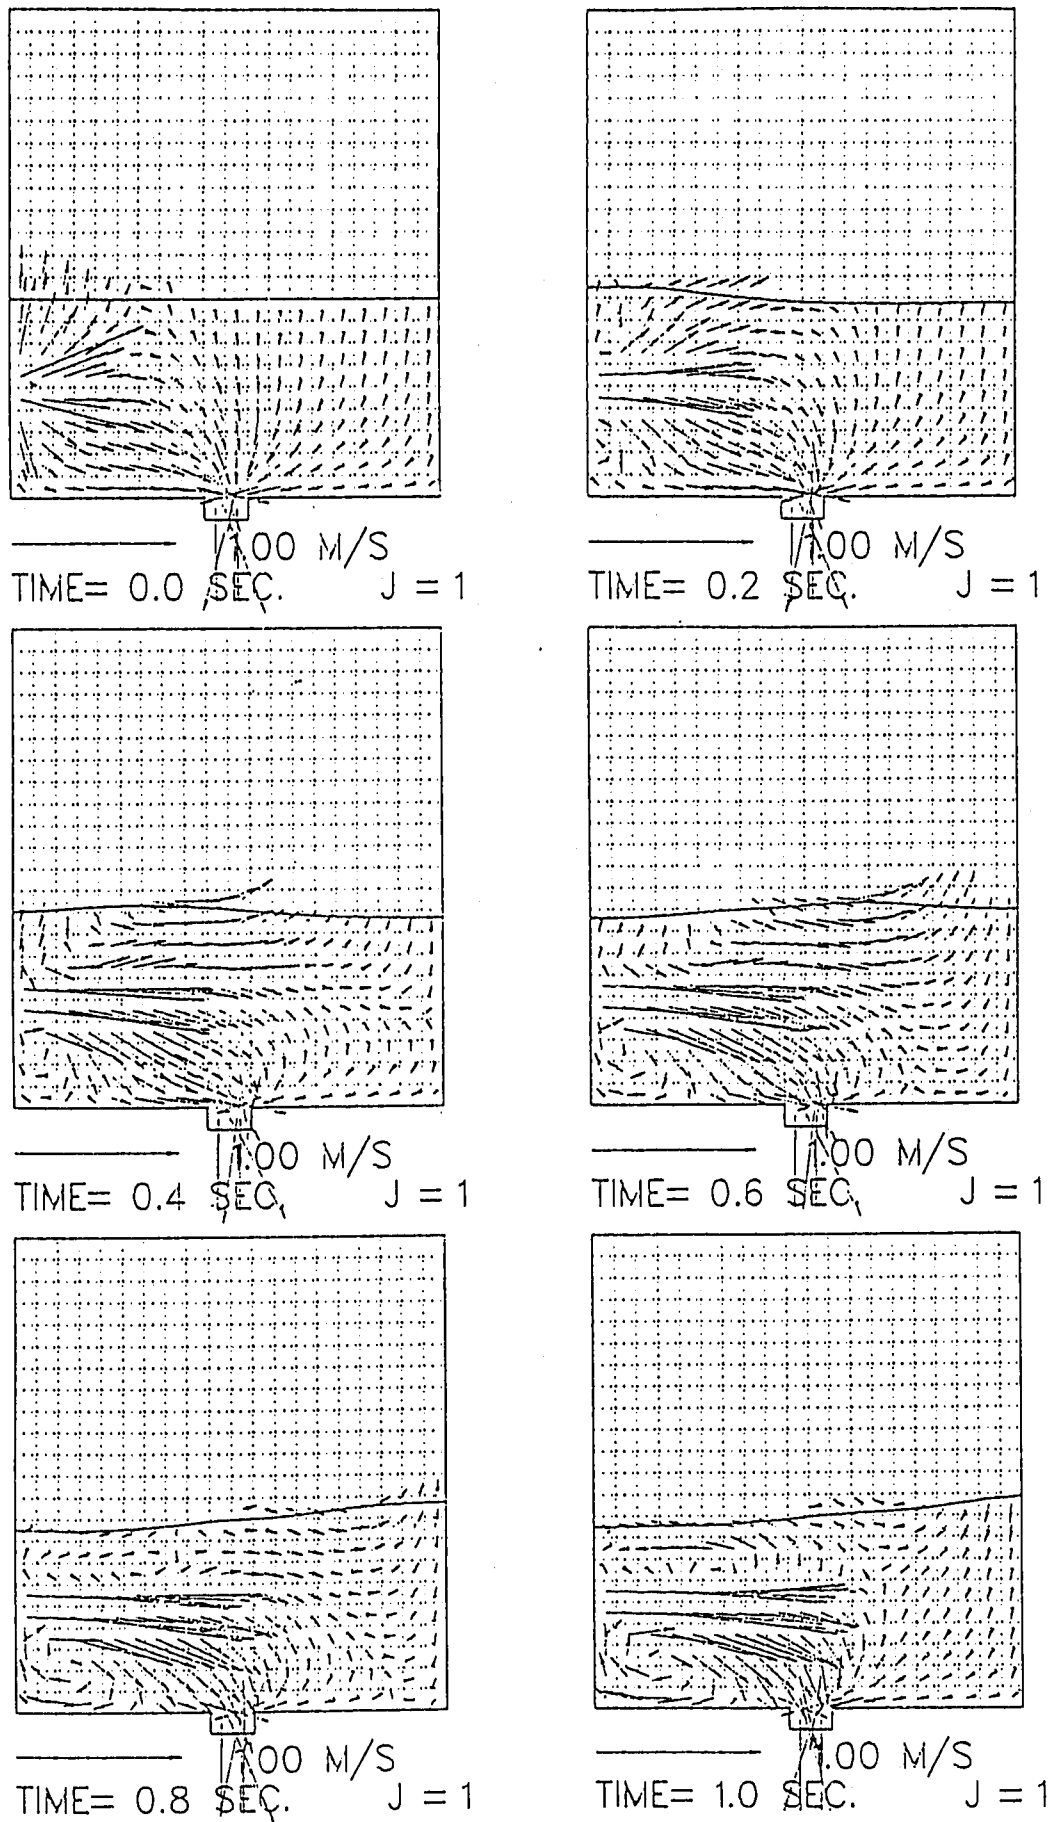 1.00 M/S
TIME= 0.0 SEC. J = 1
1.00 M/S
TIME= 0.2 SEC. J = 1
1.00 M/S
TIME= 0.4 SEC. J = 1
1.00 M/S
TIME= 0.6 SEC. J = 1
1.00 M/S
TIME= 0.8 SEC. J = 1
1.00 M/S
TIME= 1.0 SEC. J = 1